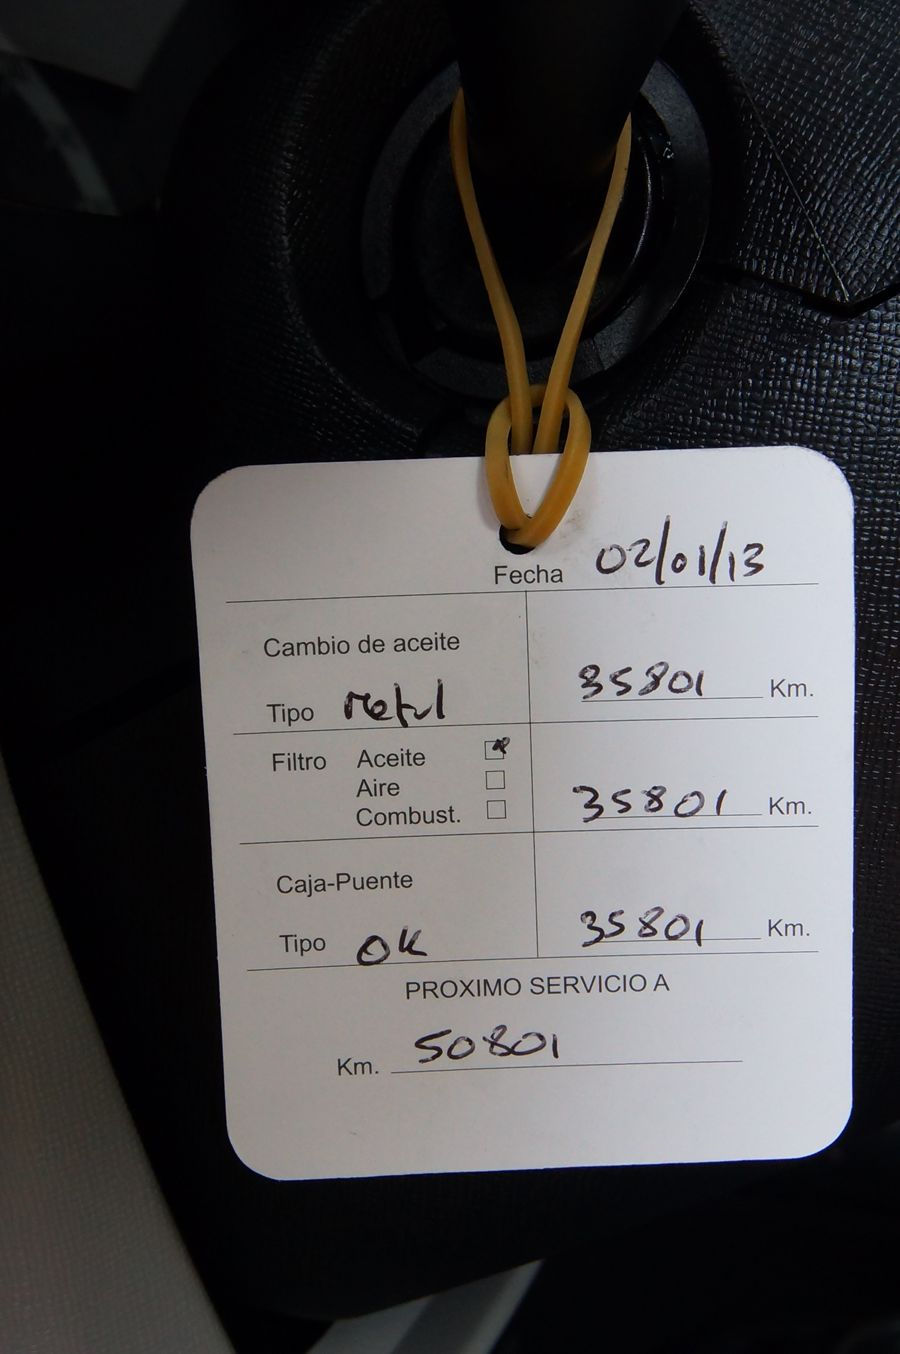 Fecha 02/01/13
Cambio de aceite
Tipo 35801 Km.
Filtro Aceite
Aire
Combust. 35801 Km.
Caja-Puente
Tipo OK 35801 Km.
PROXIMO SERVICIO A
Km. 50801